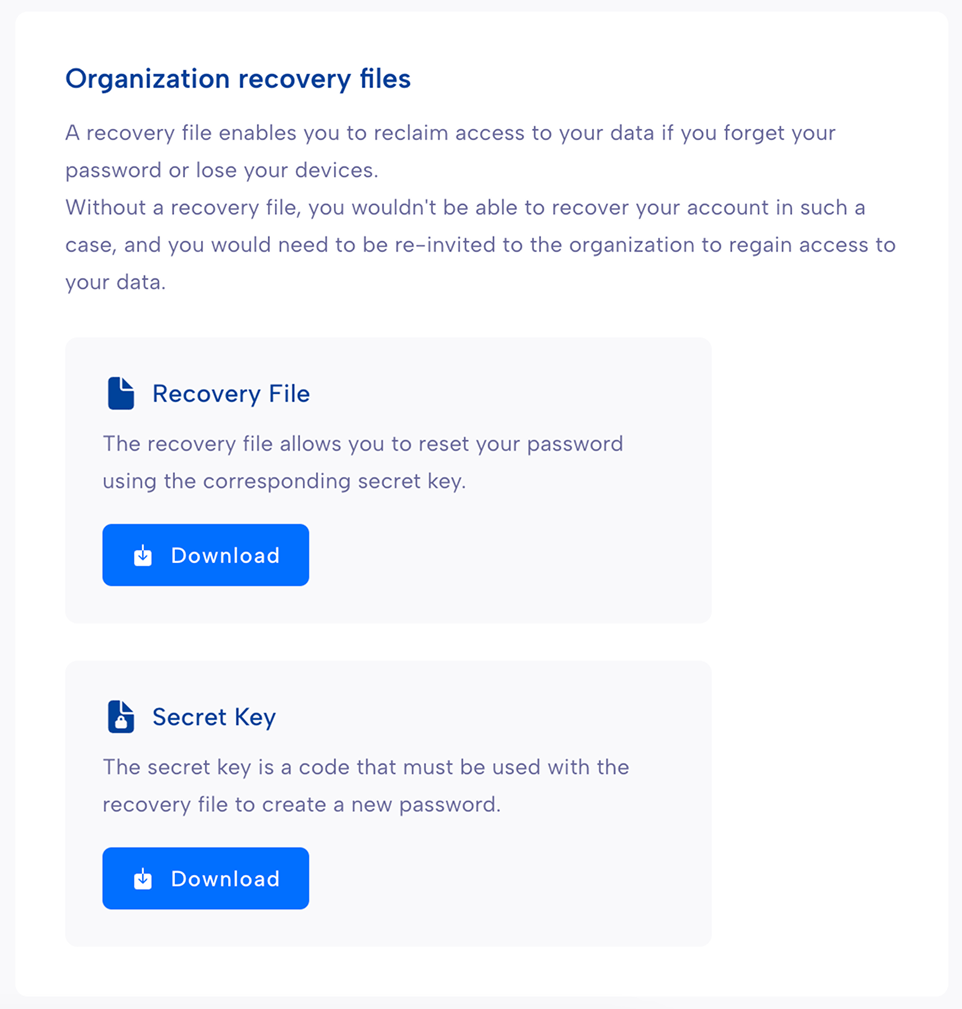 Organization recovery files
A recovery file enables you to reclaim access to your data if you forget your
password or lose your devices.
Without a recovery file, you wouldn't be able to recover your account in such a
case, and you would need to be re-invited to the organization to regain access to
your data.
Recovery File
The recovery file allows you to reset your password
using the corresponding secret key.
Download
Secret Key
The secret key is a code that must be used with the
recovery file to create a new password.
Download